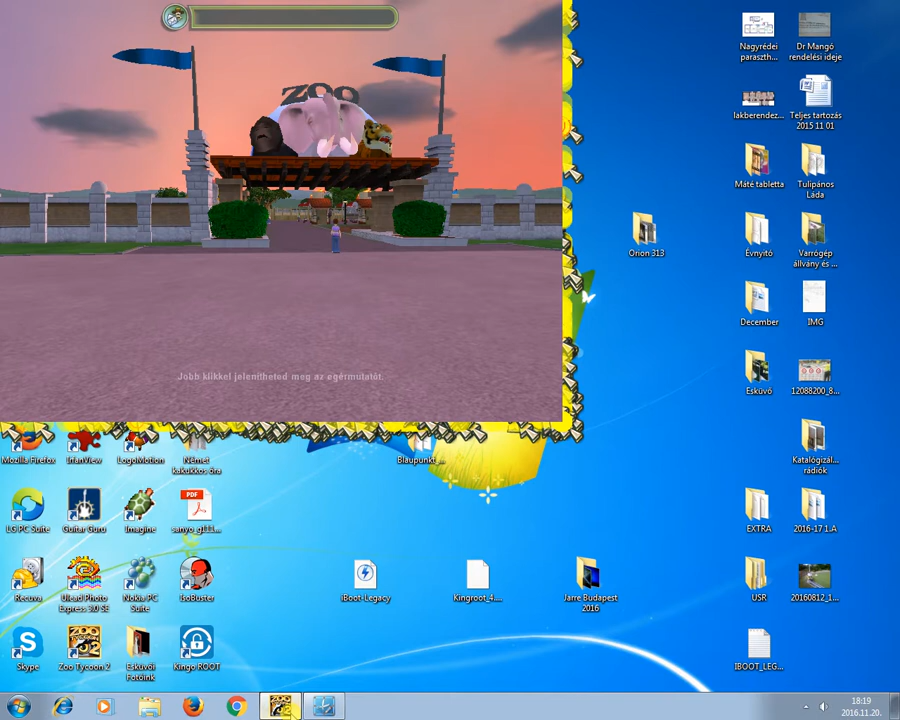 ZOO
Jobb klikkel jelenítheted meg az egérmutatót.
Nagyrédei
paraszth...
Dr Mangó
rendelési ideje
lakberendez...
Teljes tartozás
2015 11 01
Máté tabletta
Tulipános
Láda
Orion 313
Évnyitó
Varrógép
állvány és ...
December
IMG
Esküvő
12088200_8...
Katalógizál...
rádiók
EXTRA
2016-17 1.A
USR
20160812_1...
IBOOT_LEG...
Mozilla Firefox
IrfanView
LogoMotion
Német
kakukkos óra
Blaupunkt_...
LG PC Suite
Guitar Guru
Imagine
PDF
sanyo g111...
Recuva
Ulead Photo
Express 3.0 SE
Nokia PC
Suite
IsoBuster
iBoot-Legacy
Kingroot_4....
Jarre Budapest
2016
Skype
Zoo Tycoon 2
Esküvői
Fotóink
Kingo ROOT
18:19
2016.11.20.